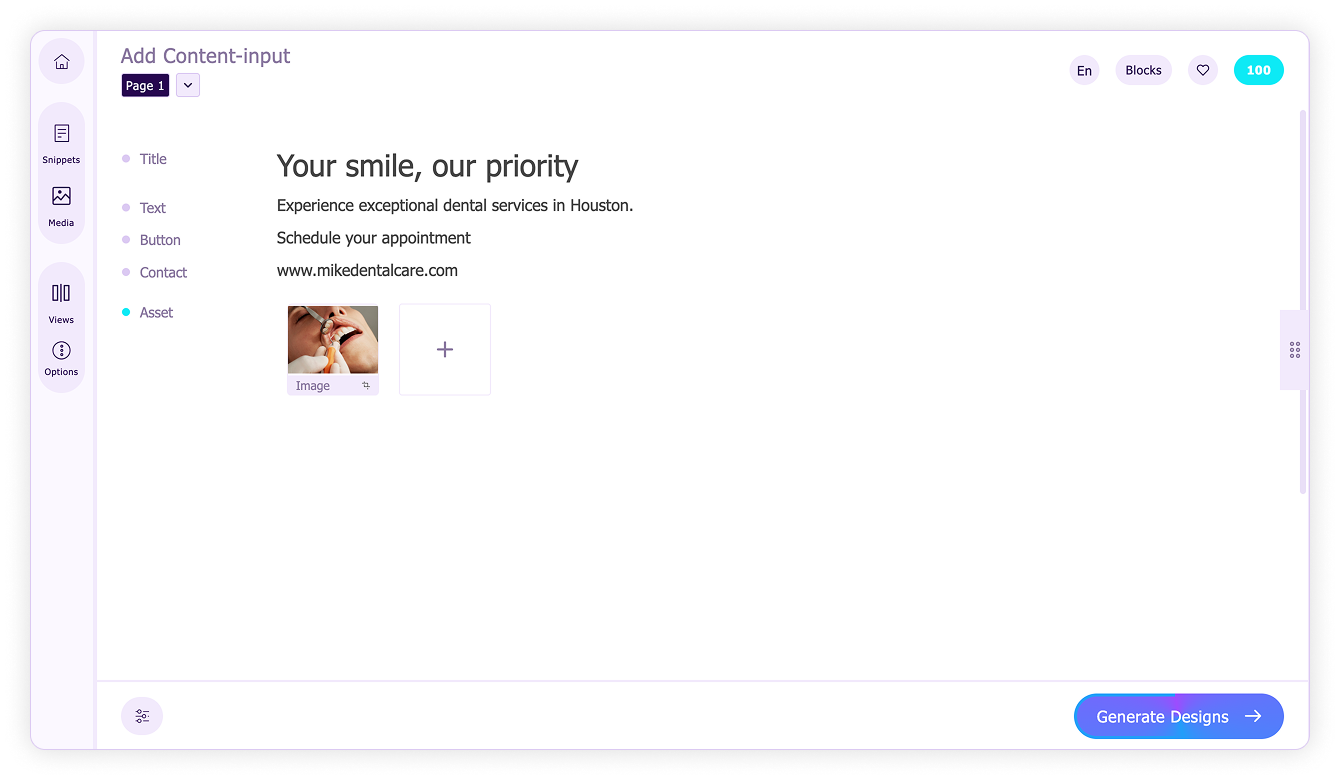 Add Content-input
Page 1
En
Blocks
100
Snippets
Media
Views
Options
Title
Your smile, our priority
Text
Experience exceptional dental services in Houston.
Button
Schedule your appointment
Contact
www.mikedentalcare.com
Asset
Image
Generate Designs